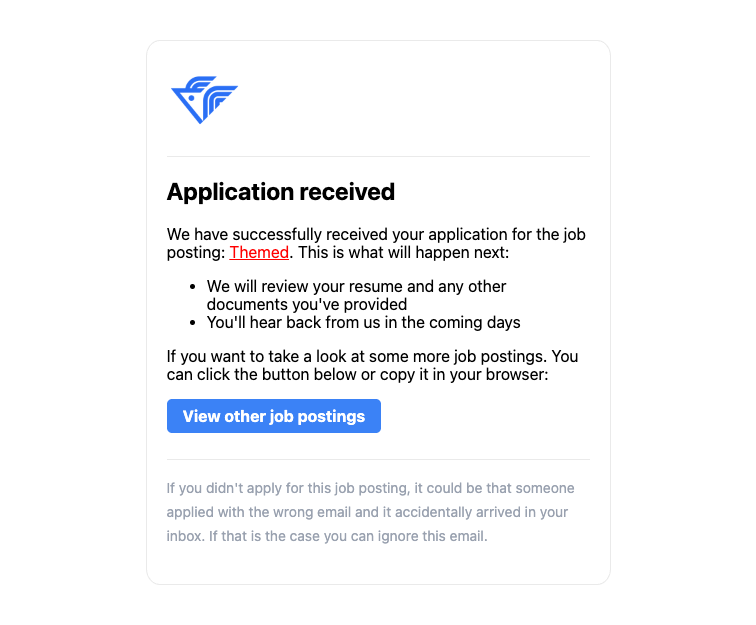 Application received
We have successfully received your application for the job
posting: Themed. This is what will happen next:
• We will review your resume and any other
documents you've provided
• You'll hear back from us in the coming days
If you want to take a look at some more job postings. You
can click the button below or copy it in your browser:
View other job postings
If you didn't apply for this job posting, it could be that someone
applied with the wrong email and it accidentally arrived in your
inbox. If that is the case you can ignore this email.